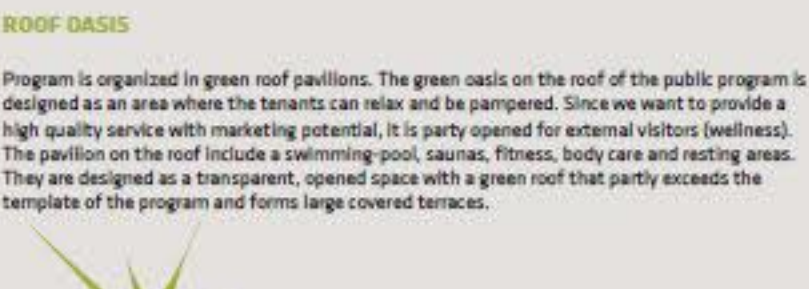 ROOF OASIS
Program is organized in green roof pavilions. The green oasis on the roof of the public program is
designed as an area where the tenants can relax and be pampered. Since we want to provide a
high quality service with marketing potential, it is party opened for external visitors (wellness).
The pavilion on the roof include a swimming-pool, saunas, fitness, body care and resting areas.
They are designed as a transparent, opened space with a green roof that partly exceeds the
template of the program and forms large covered terraces.